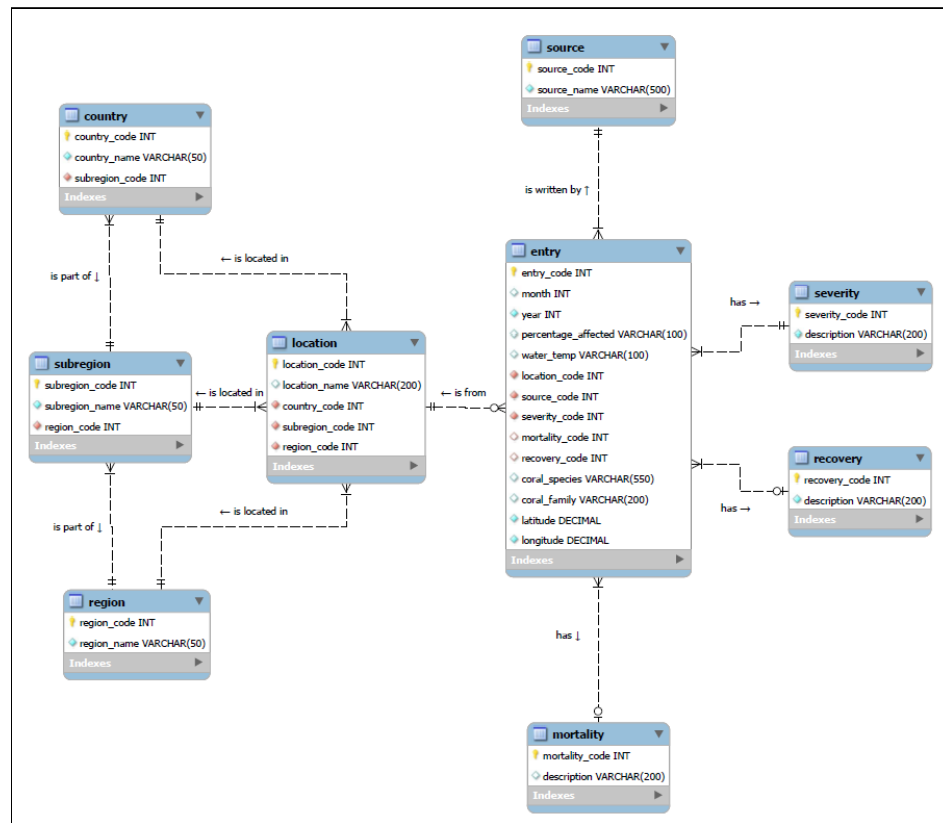 source
source_code INT
source_name VARCHAR(500)
Indexes
country
country_code INT
country_name VARCHAR(50)
subregion_code INT
Indexes
is written by ↑
is part of ↓
← is located in
entry
entry_code INT
month INT
year INT
percentage_affected VARCHAR(100)
water_temp VARCHAR(100)
location_code INT
source_code INT
severity_code INT
mortality_code INT
recovery_code INT
coral_species VARCHAR(550)
coral_family VARCHAR(200)
latitude DECIMAL
longitude DECIMAL
Indexes
has →
severity
severity_code INT
description VARCHAR(200)
Indexes
location
location_code INT
location_name VARCHAR(200)
country_code INT
subregion_code INT
region_code INT
Indexes
subregion
subregion_code INT
subregion_name VARCHAR(50)
region_code INT
Indexes
← is located in
← is from
recovery
recovery_code INT
description VARCHAR(200)
Indexes
has →
← is located in
is part of ↓
region
region_code INT
region_name VARCHAR(50)
Indexes
has ↓
mortality
mortality_code INT
description VARCHAR(200)
Indexes